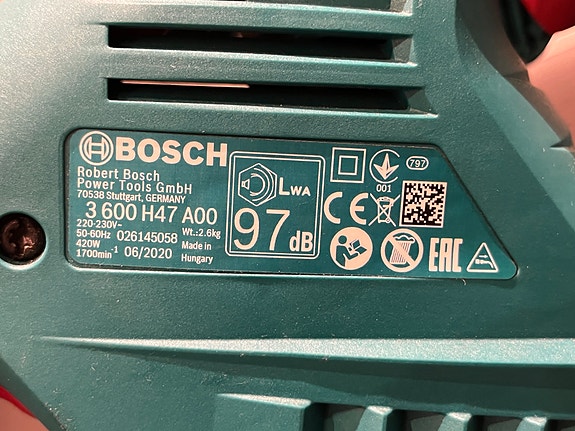 BOSCH
Robert Bosch
Power Tools GmbH
70538 Stuttgart, GERMANY
3 600 H47 A00
220-230V~
50-60Hz 026145058 Wt.:2.6kg
420W Made in
1700min⁻¹ 06/2020 Hungary
LWA
97 dB
001
797
CE
EAC